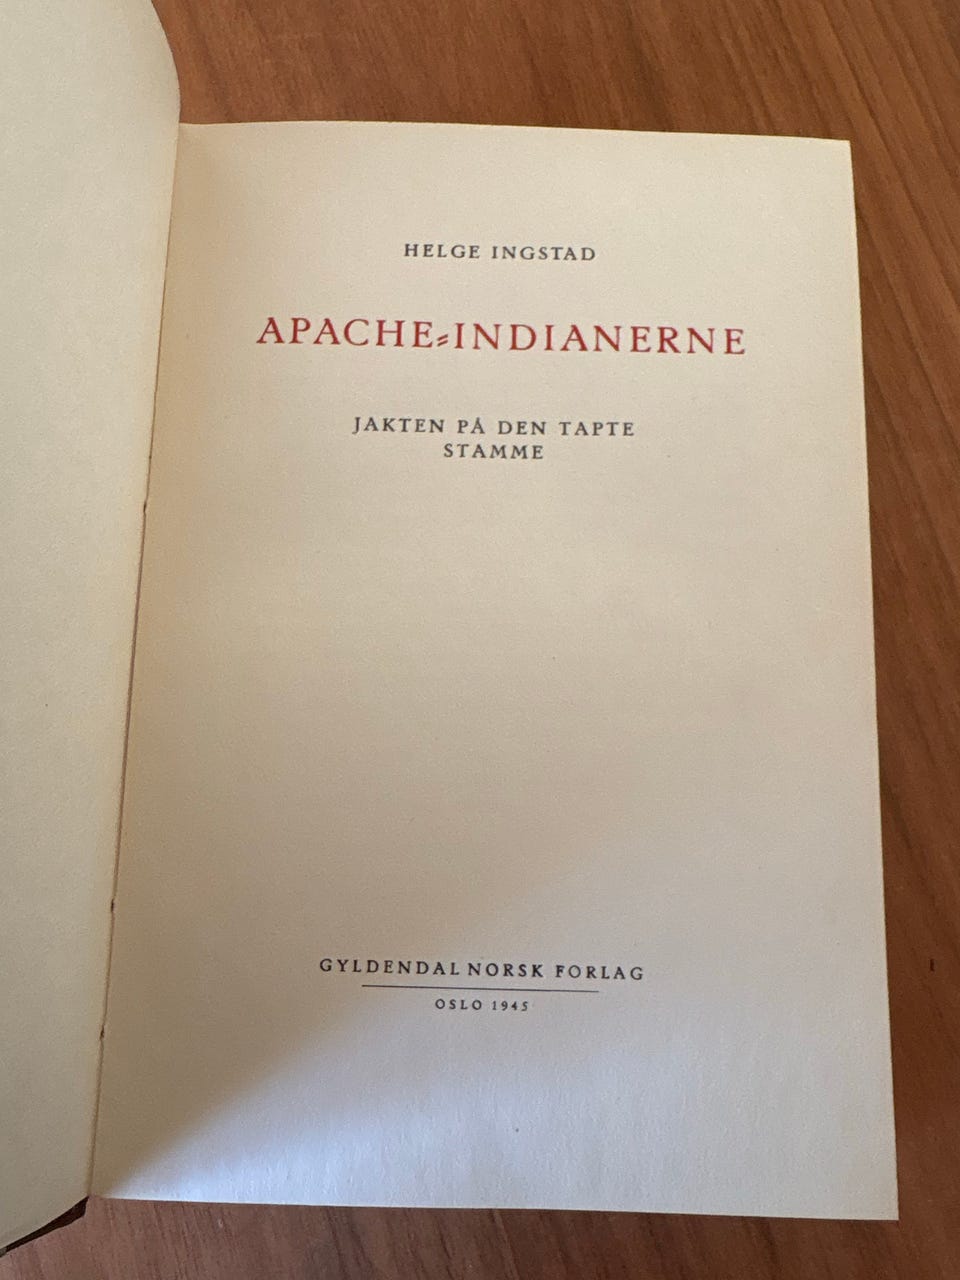 HELGE INGSTAD
APACHE-INDIANERNE
JAKTEN PÅ DEN TAPTE
STAMME
GYLDENDAL NORSK FORLAG
OSLO 1945